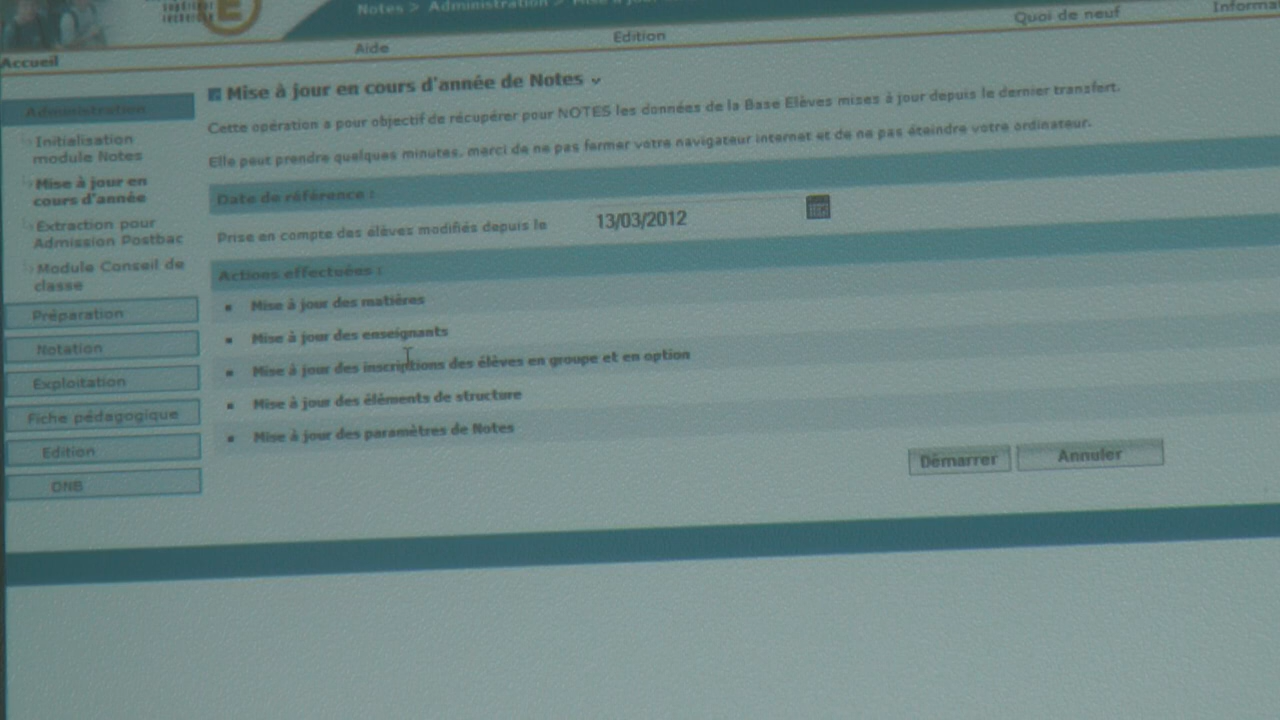 Notes > Administration > Mise à jour
Accueil
Aide
Edition
Quoi de neuf
Administration
Initialisation
module Notes
Mise à jour en
cours d'année
Extraction pour
Admission Postbac
Module Conseil de
classe
Préparation
Notation
Exploitation
Fiche pédagogique
Edition
DNB
Mise à jour en cours d'année de Notes
Cette opération a pour objectif de récupérer pour NOTES les données de la Base Elèves mises à jour depuis le dernier transfert.
Elle peut prendre quelques minutes, merci de ne pas fermer votre navigateur internet et de ne pas éteindre votre ordinateur.
Date de référence :
Prise en compte des élèves modifiés depuis le 13/03/2012
Actions effectuées :
Mise à jour des matières
Mise à jour des enseignants
Mise à jour des inscriptions des élèves en groupe et en option
Mise à jour des éléments de structure
Mise à jour des paramètres de Notes
Démarrer Annuler